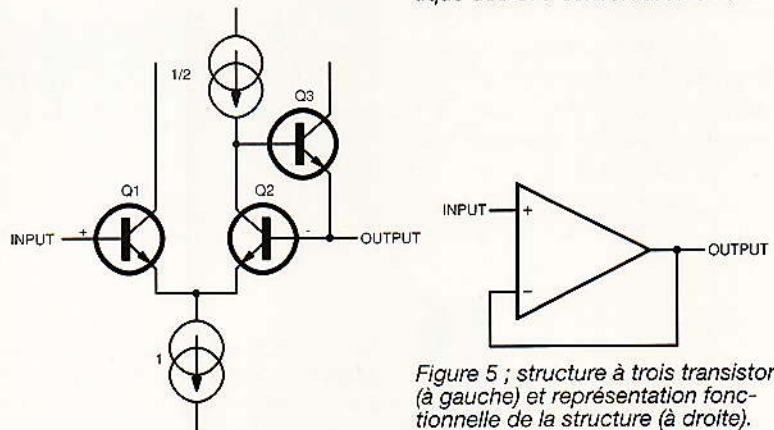 1/2
Q3
Q1
Q2
INPUT
+
-
OUTPUT
1
INPUT
+
-
OUTPUT
Figure 5 ; structure à trois transistor
(à gauche) et représentation fonc-
tionnelle de la structure (à droite).